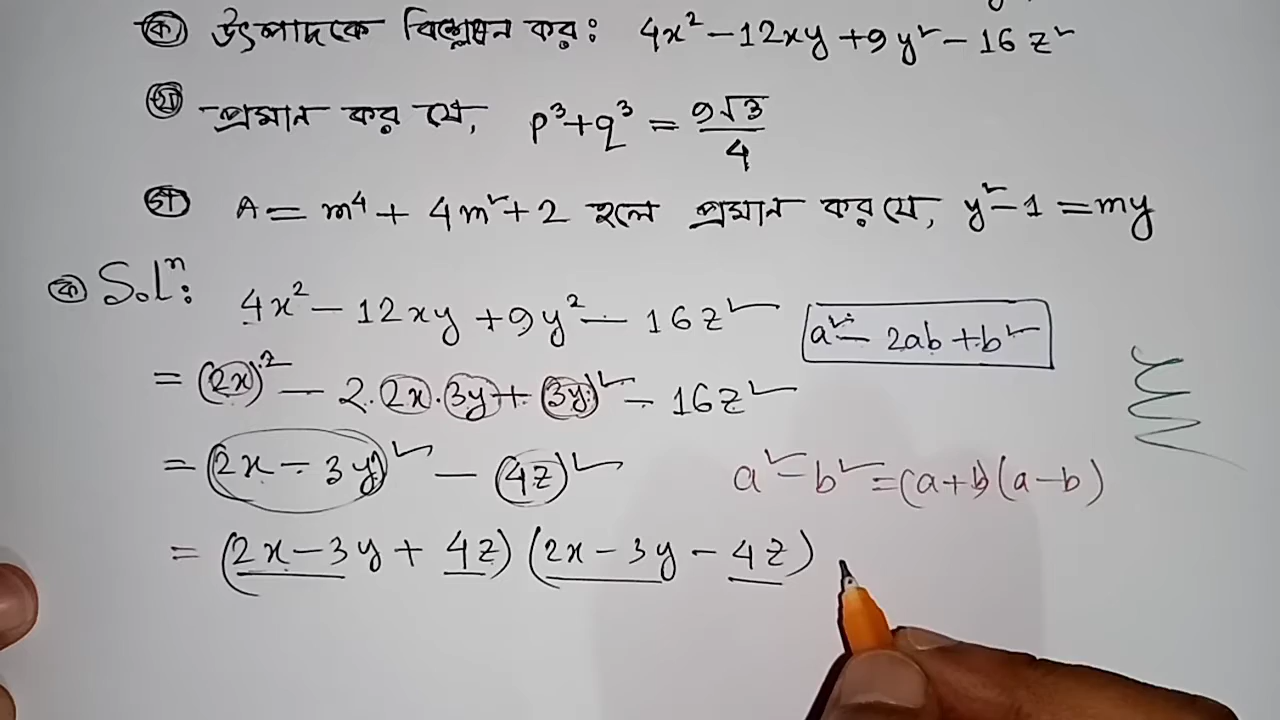 ক উৎপাদকে বিশ্লেষন কর: 4x² - 12xy + 9y² - 16z²
খ প্রমান কর যে, p³ + q³ = 9√3/4
গ A = m⁴ + 4m² + 2 হলে প্রমান কর যে, y² - 1 = my
ক Solⁿ: 4x² - 12xy + 9y² - 16z²
a² - 2ab + b²
= (2x)² - 2.2x.3y + (3y)² - 16z²
= (2x - 3y)² - (4z)²
a² - b² = (a+b)(a-b)
= (2x - 3y + 4z) (2x - 3y - 4z)